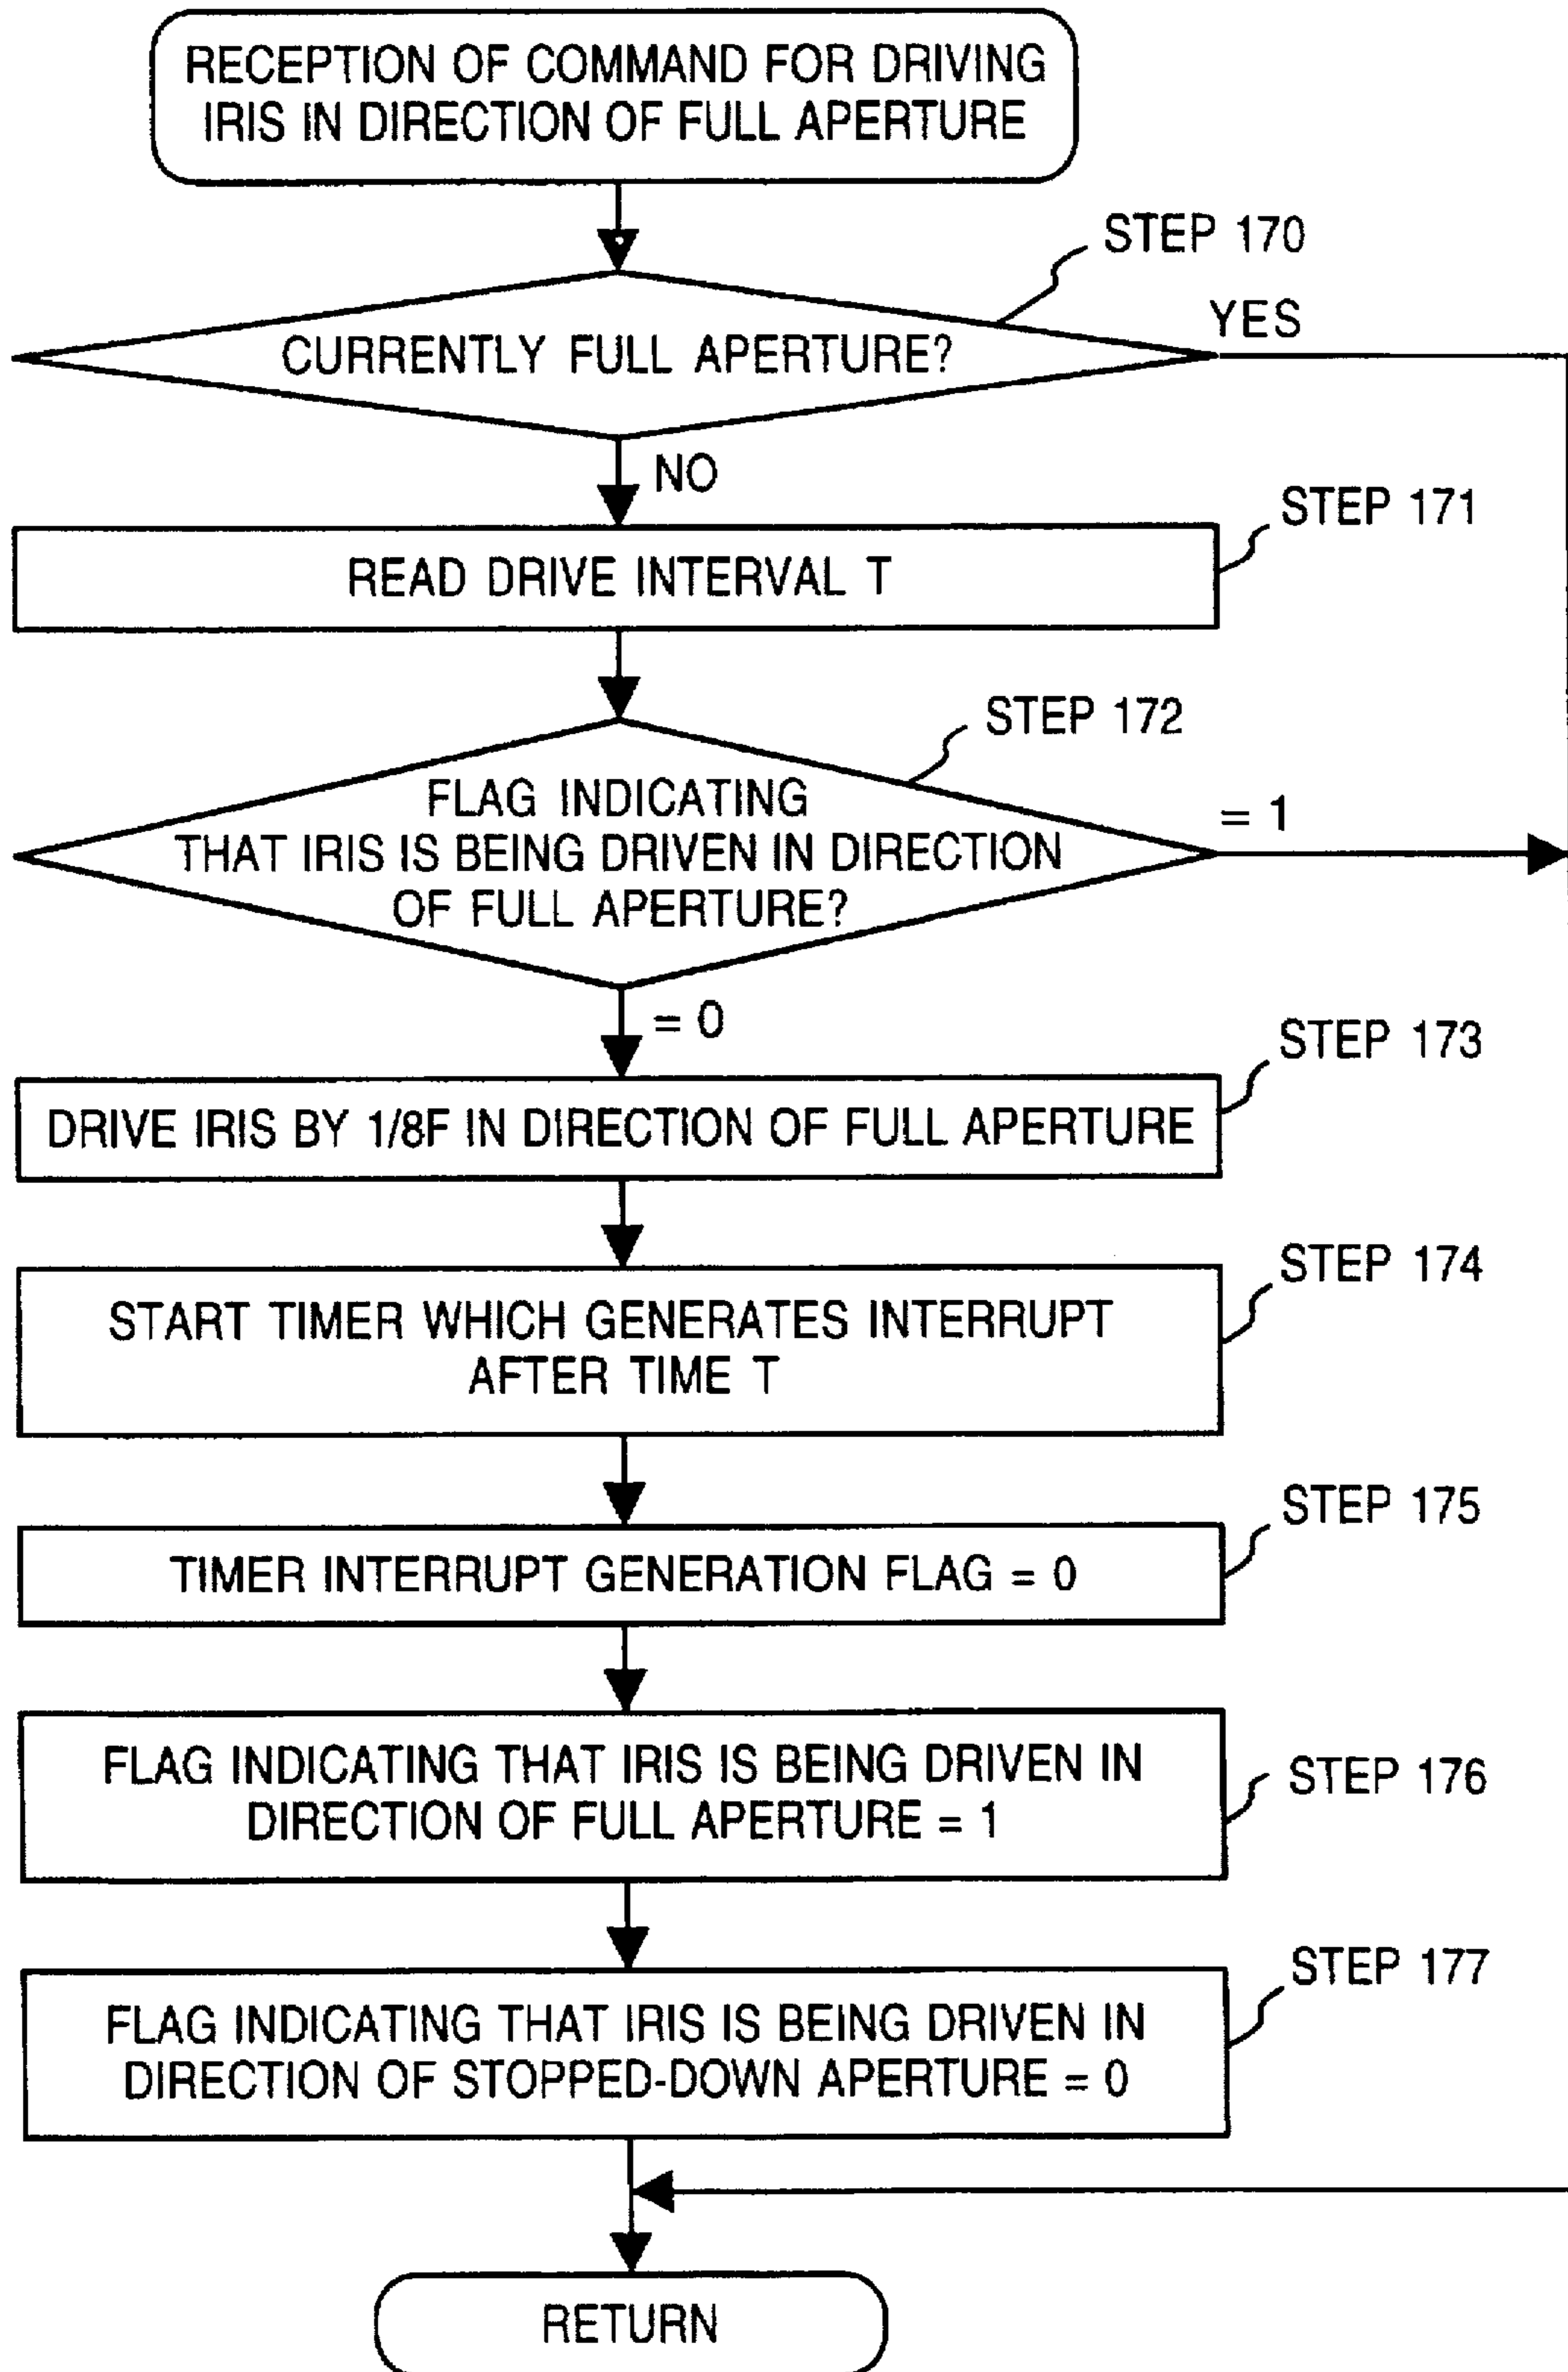 RECEPTION OF COMMAND FOR DRIVING
IRIS IN DIRECTION OF FULL APERTURE
STEP 170
CURRENTLY FULL APERTURE?
YES
NO
STEP 171
READ DRIVE INTERVAL T
STEP 172
FLAG INDICATING
THAT IRIS IS BEING DRIVEN IN DIRECTION
OF FULL APERTURE?
= 1
= 0
STEP 173
DRIVE IRIS BY 1/8F IN DIRECTION OF FULL APERTURE
STEP 174
START TIMER WHICH GENERATES INTERRUPT
AFTER TIME T
STEP 175
TIMER INTERRUPT GENERATION FLAG = 0
STEP 176
FLAG INDICATING THAT IRIS IS BEING DRIVEN IN
DIRECTION OF FULL APERTURE = 1
STEP 177
FLAG INDICATING THAT IRIS IS BEING DRIVEN IN
DIRECTION OF STOPPED-DOWN APERTURE = 0
RETURN